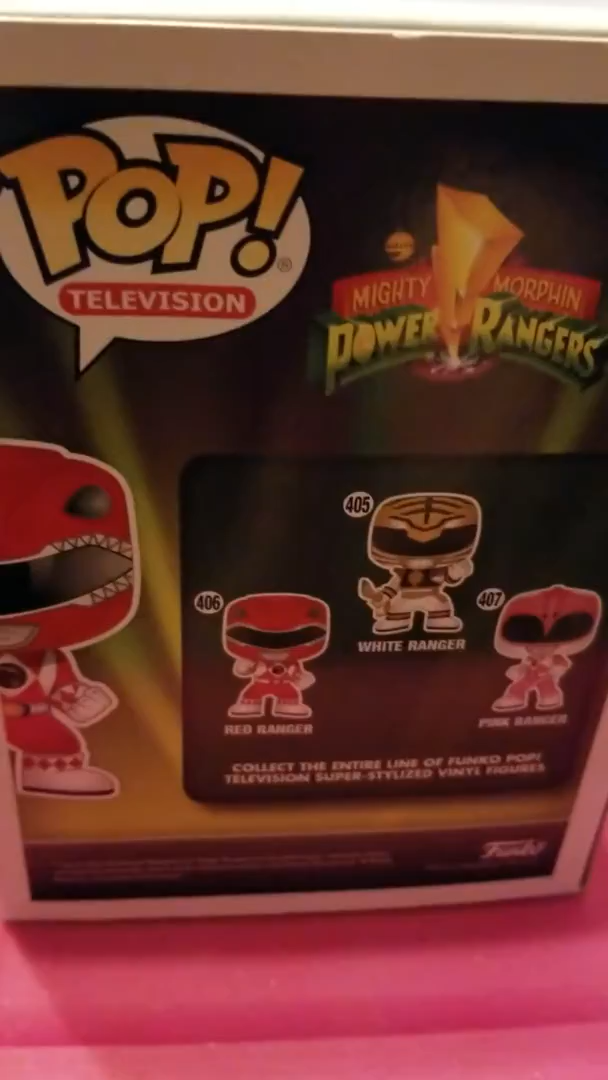 POP!®
TELEVISION
MIGHTY MORPHIN
POWER RANGERS
405
WHITE RANGER
406
RED RANGER
407
PINK RANGER
COLLECT THE ENTIRE LINE OF FUNKO POP!
TELEVISION SUPER-STYLIZED VINYL FIGURES
Funko